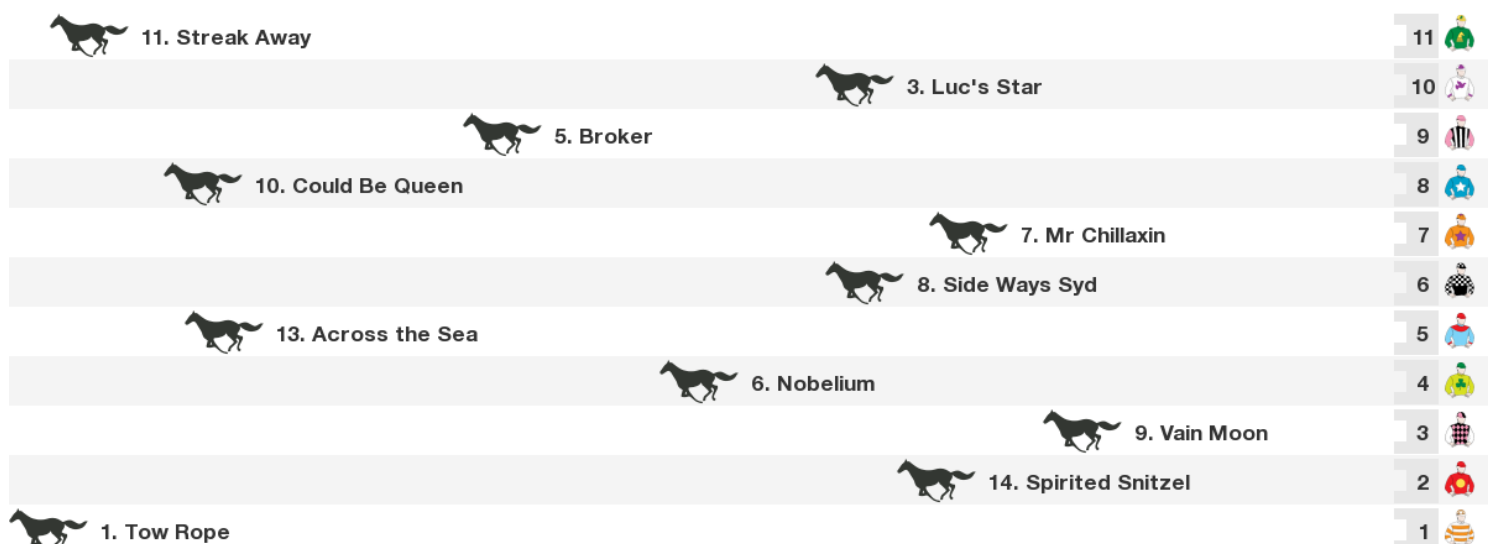 11. Streak Away 11
3. Luc's Star 10
5. Broker 9
10. Could Be Queen 8
7. Mr Chillaxin 7
8. Side Ways Syd 6
13. Across the Sea 5
6. Nobelium 4
9. Vain Moon 3
14. Spirited Snitzel 2
1. Tow Rope 1